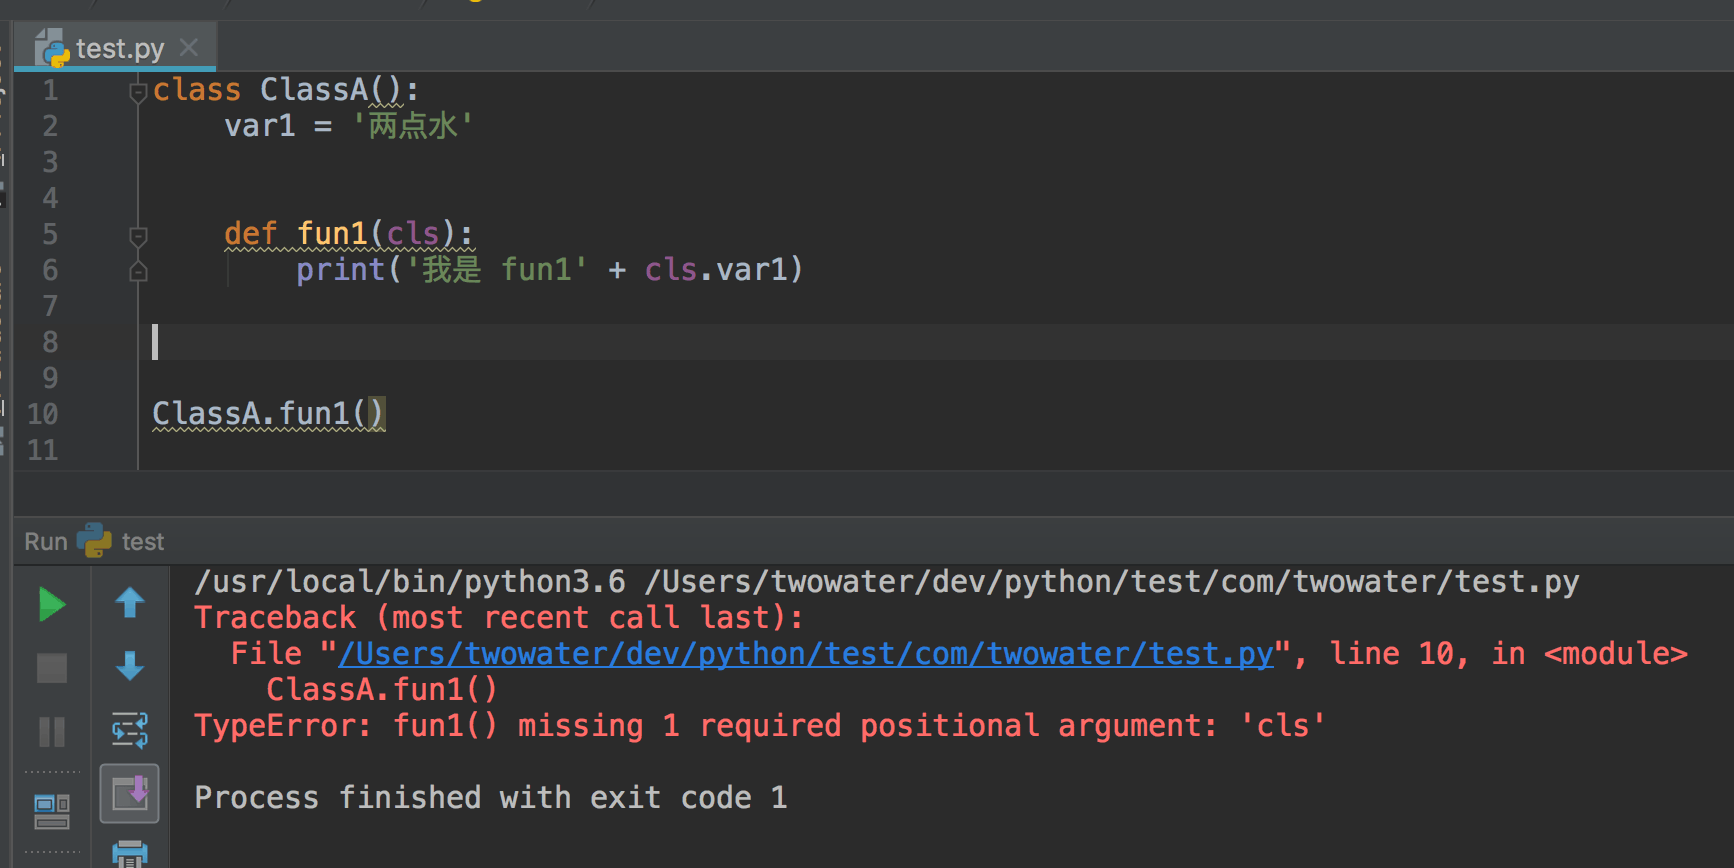 test.py
1 class ClassA():
2     var1 = '两点水'
3
4
5     def fun1(cls):
6         print('我是 fun1' + cls.var1)
7
8
9
10 ClassA.fun1()
11
Run test
/usr/local/bin/python3.6 /Users/twowater/dev/python/test/com/twowater/test.py
Traceback (most recent call last):
  File "/Users/twowater/dev/python/test/com/twowater/test.py", line 10, in <module>
    ClassA.fun1()
TypeError: fun1() missing 1 required positional argument: 'cls'
Process finished with exit code 1